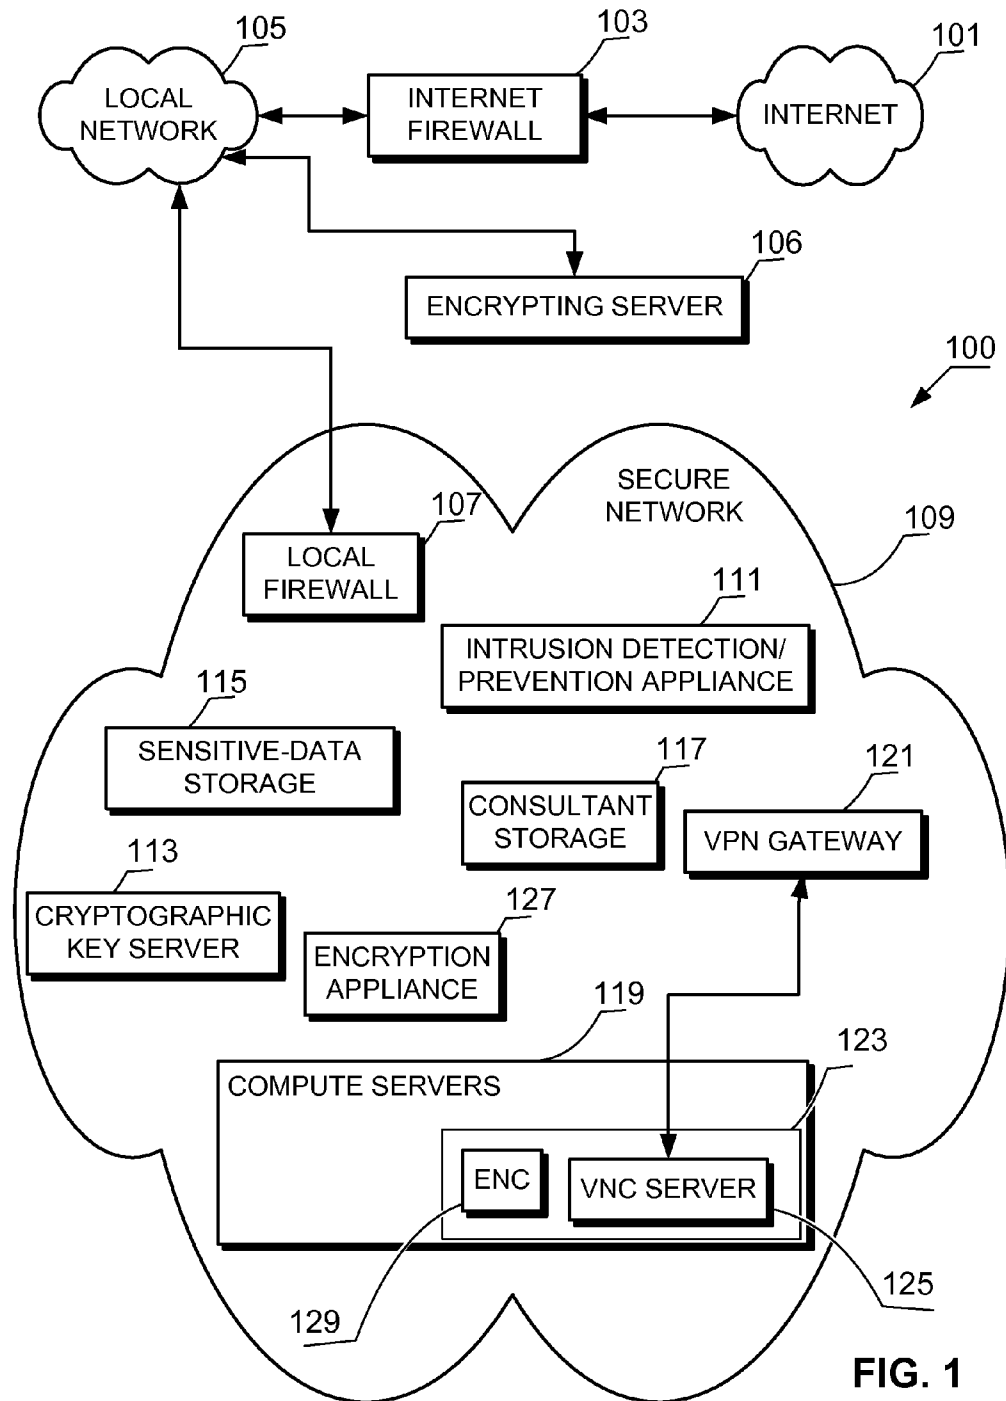 105
103
101
LOCAL
NETWORK
INTERNET
FIREWALL
INTERNET
106
ENCRYPTING SERVER
100
SECURE
NETWORK
107
109
LOCAL
FIREWALL
111
INTRUSION DETECTION/
PREVENTION APPLIANCE
115
SENSITIVE-DATA
STORAGE
117
CONSULTANT
STORAGE
121
VPN GATEWAY
113
CRYPTOGRAPHIC
KEY SERVER
127
ENCRYPTION
APPLIANCE
119
123
COMPUTE SERVERS
ENC
VNC SERVER
129
125
FIG. 1